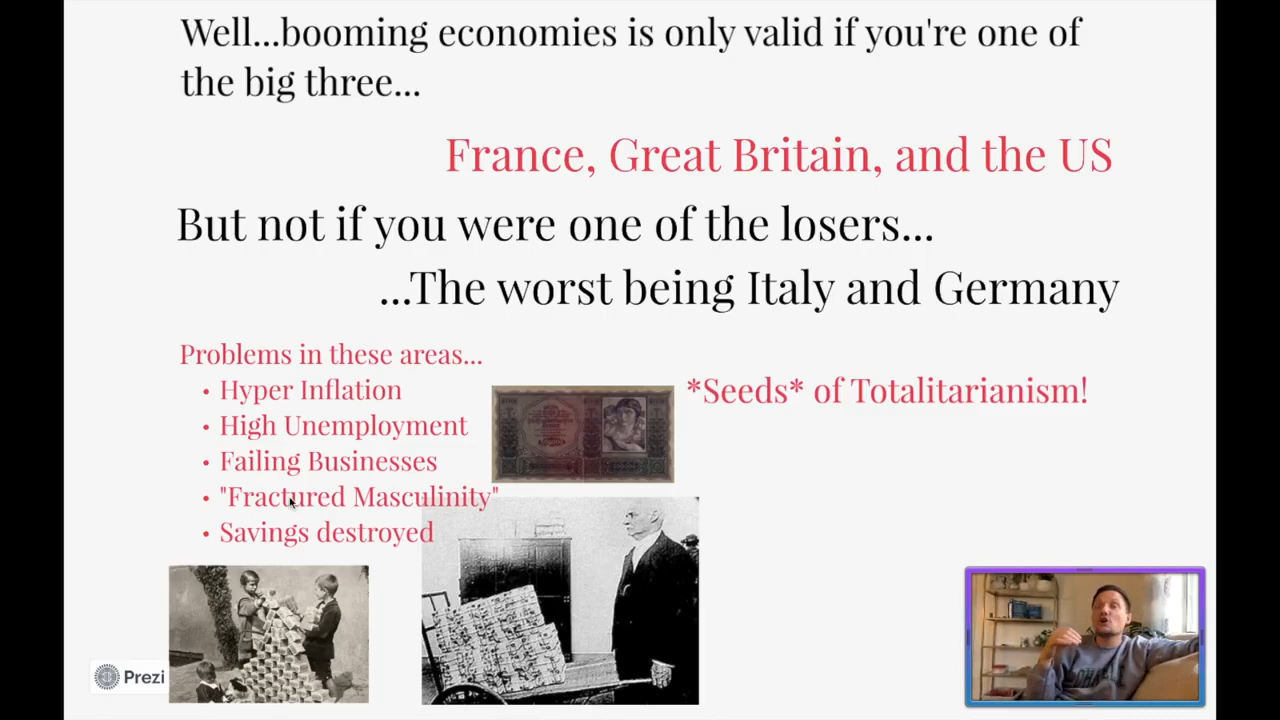 Well...booming economies is only valid if you're one of
the big three...
France, Great Britain, and the US
But not if you were one of the losers...
...The worst being Italy and Germany
Problems in these areas...
• Hyper Inflation
• High Unemployment
• Failing Businesses
• "Fractured Masculinity"
• Savings destroyed
*Seeds* of Totalitarianism!
Prezi